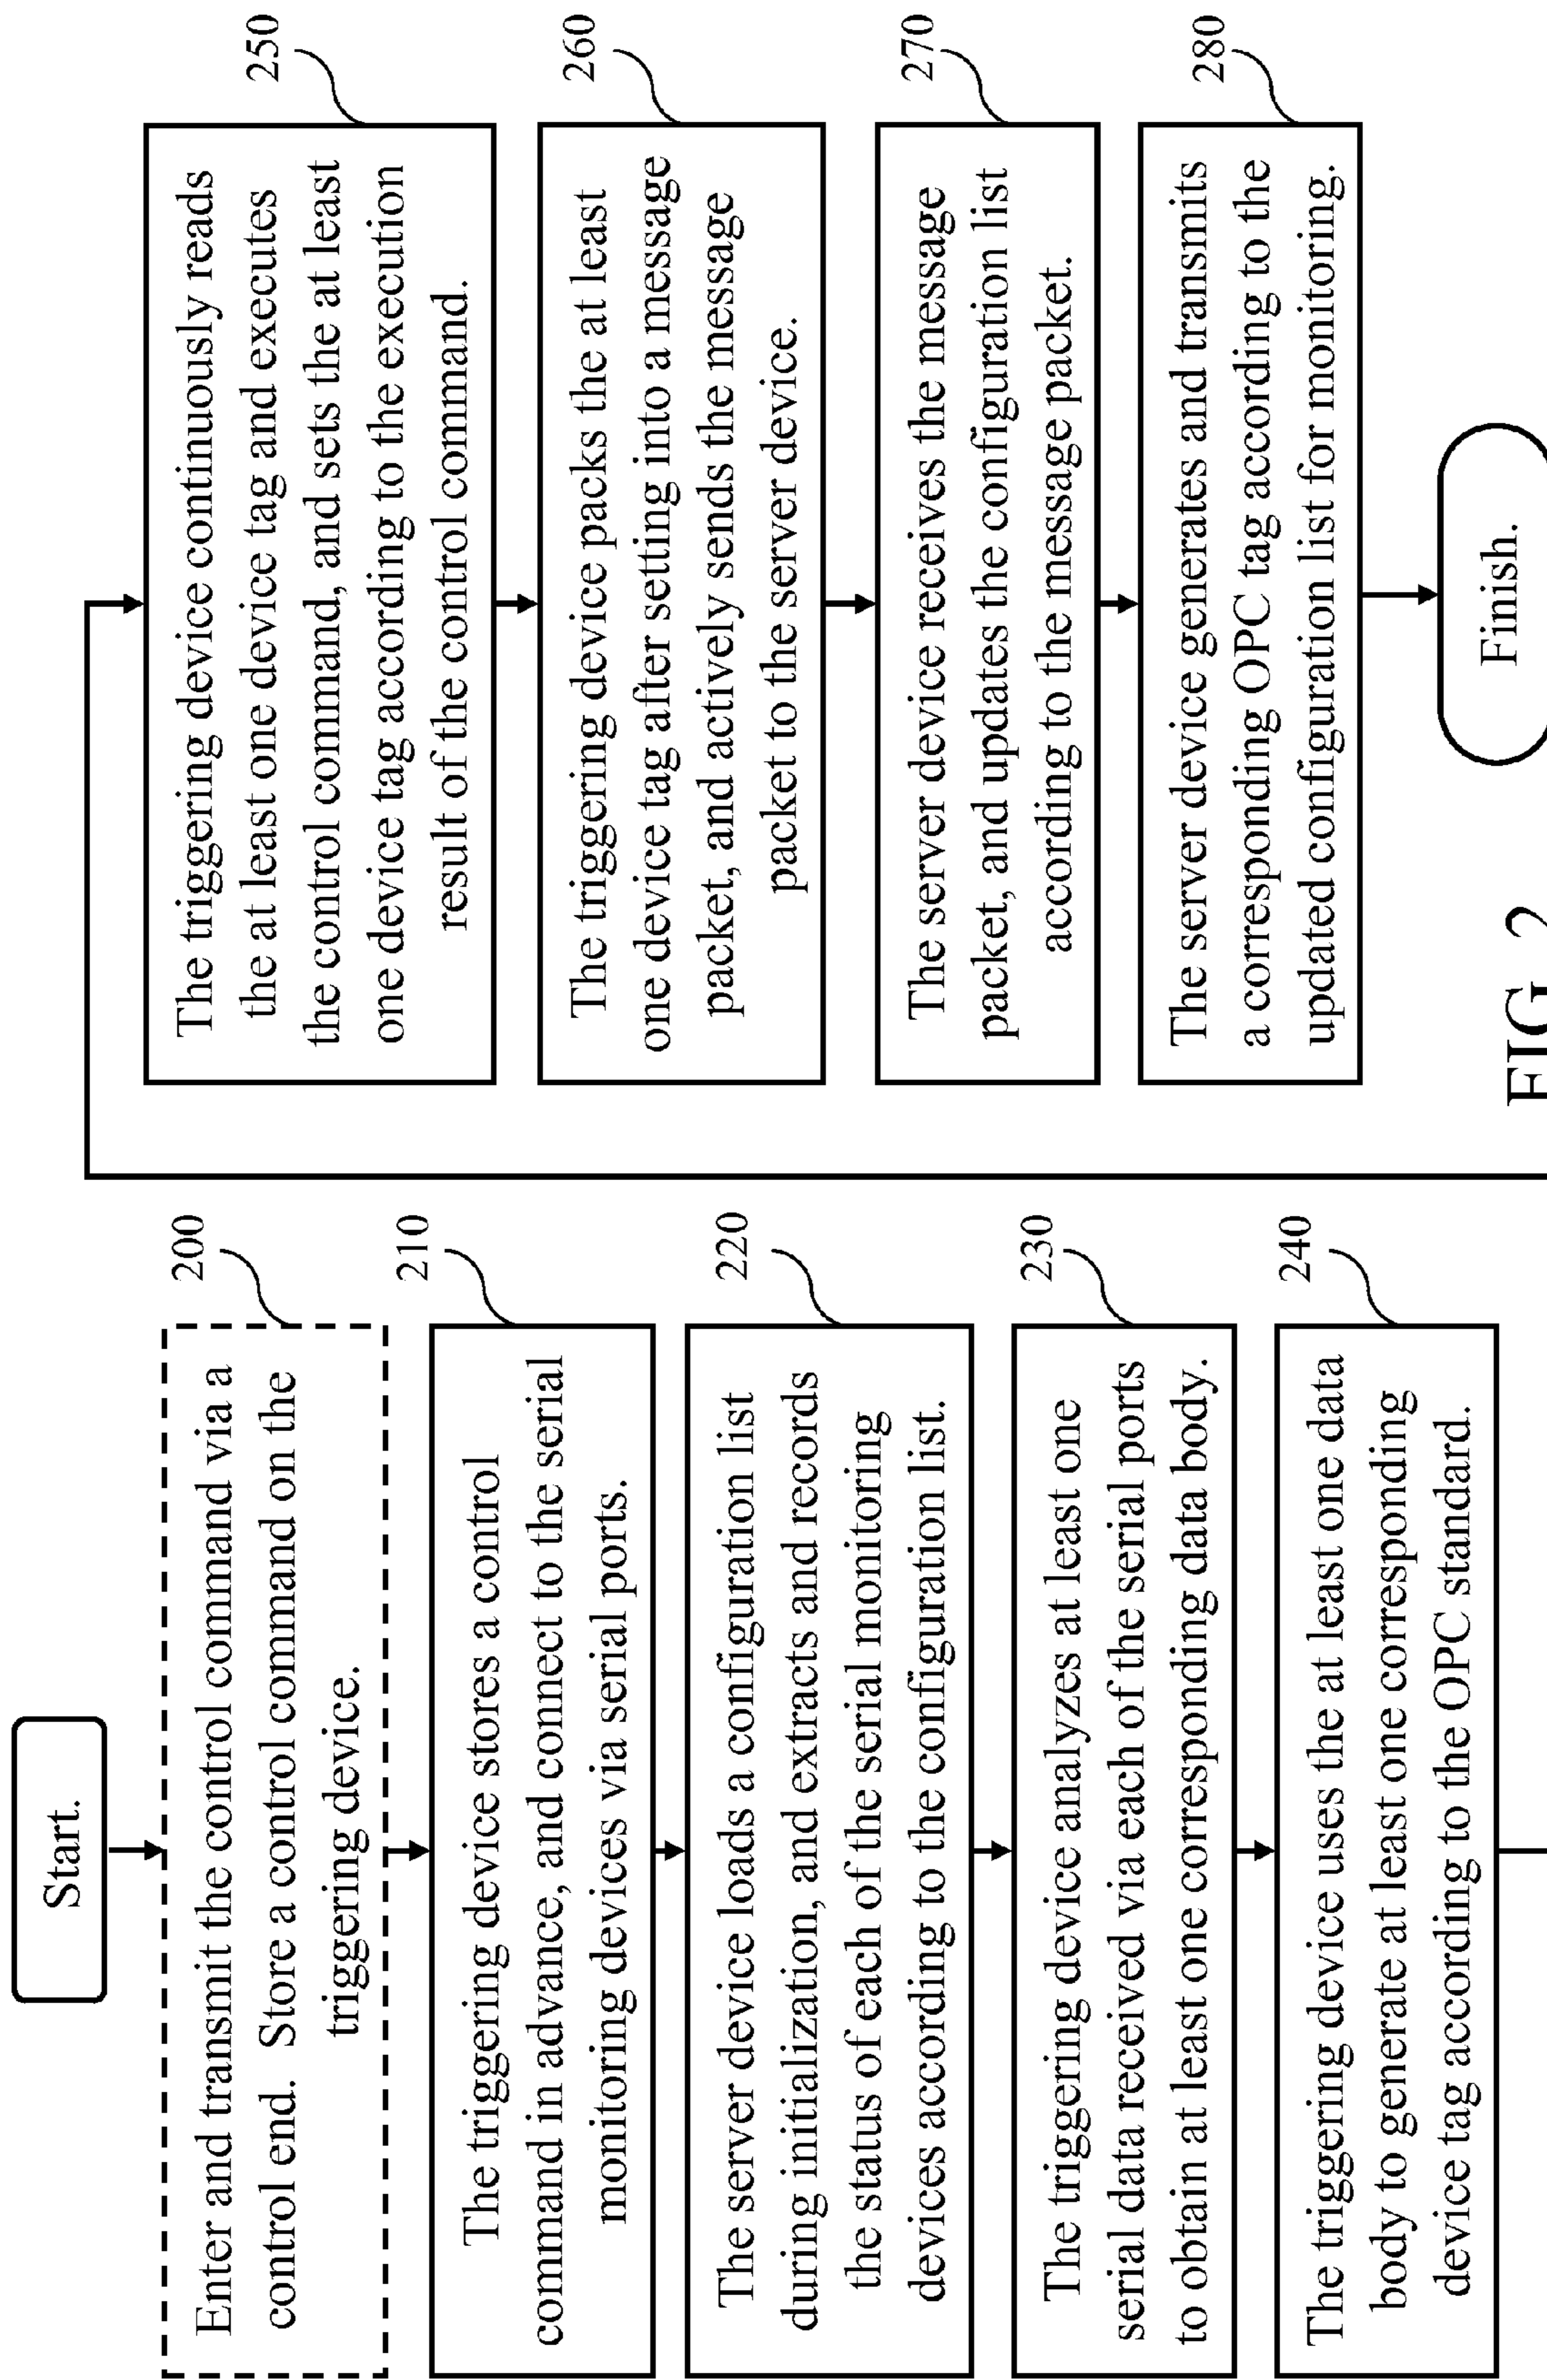 Start.
200
Enter and transmit the control command via a
control end. Store a control command on the
triggering device.
210
The triggering device stores a control
command in advance, and connect to the serial
monitoring devices via serial ports.
220
The server device loads a configuration list
during initialization, and extracts and records
the status of each of the serial monitoring
devices according to the configuration list.
230
The triggering device analyzes at least one
serial data received via each of the serial ports
to obtain at least one corresponding data body.
240
The triggering device uses the at least one data
body to generate at least one corresponding
device tag according to the OPC standard.
250
The triggering device continuously reads
the at least one device tag and executes
the control command, and sets the at least
one device tag according to the execution
result of the control command.
260
The triggering device packs the at least
one device tag after setting into a message
packet, and actively sends the message
packet to the server device.
270
The server device receives the message
packet, and updates the configuration list
according to the message packet.
280
The server device generates and transmits
a corresponding OPC tag according to the
updated configuration list for monitoring.
Finish.
FIG. 2